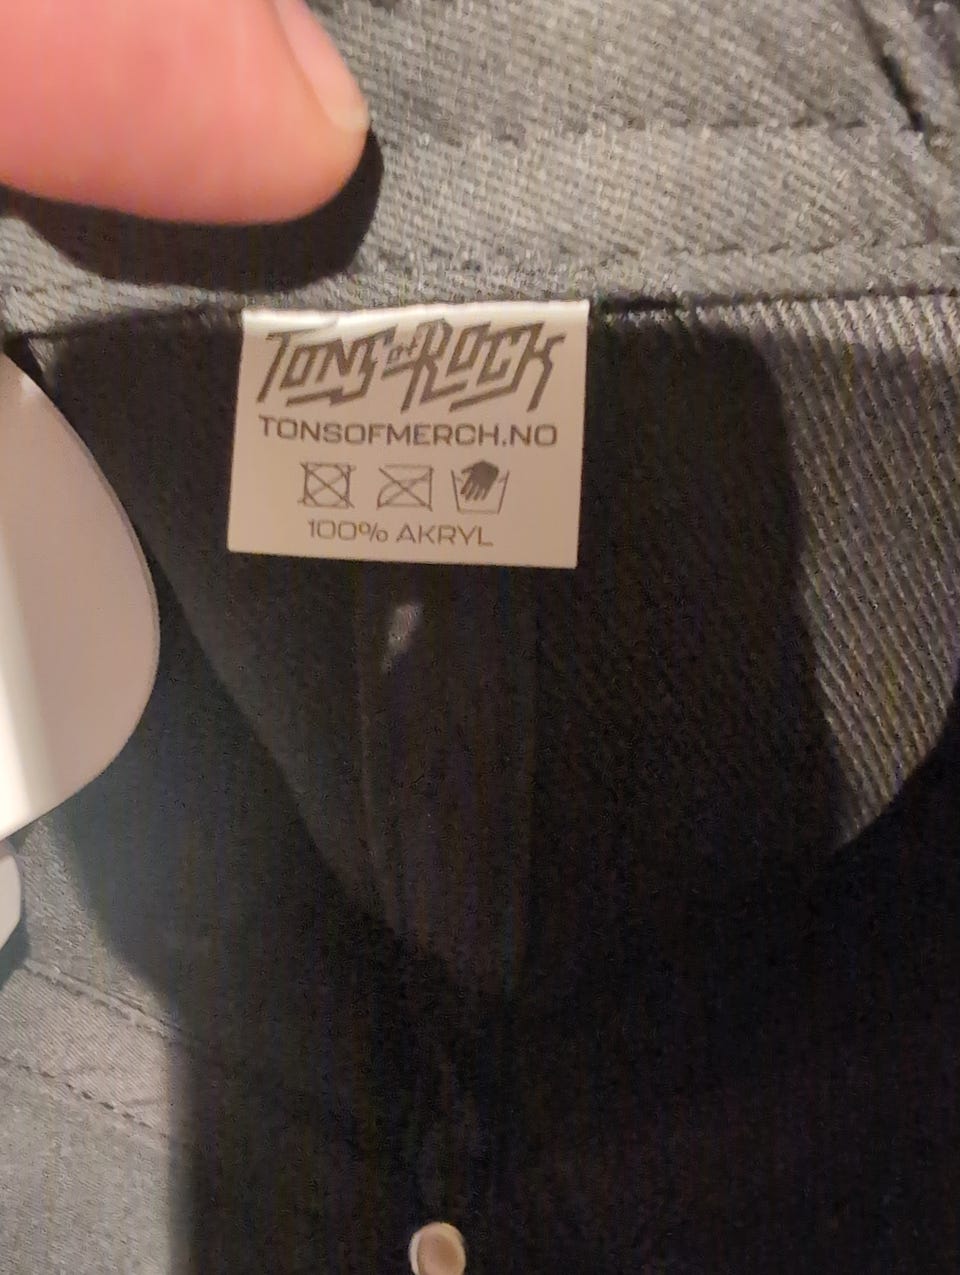 TONS OF ROCK
TONSOFMERCH.NO
100% AKRYL